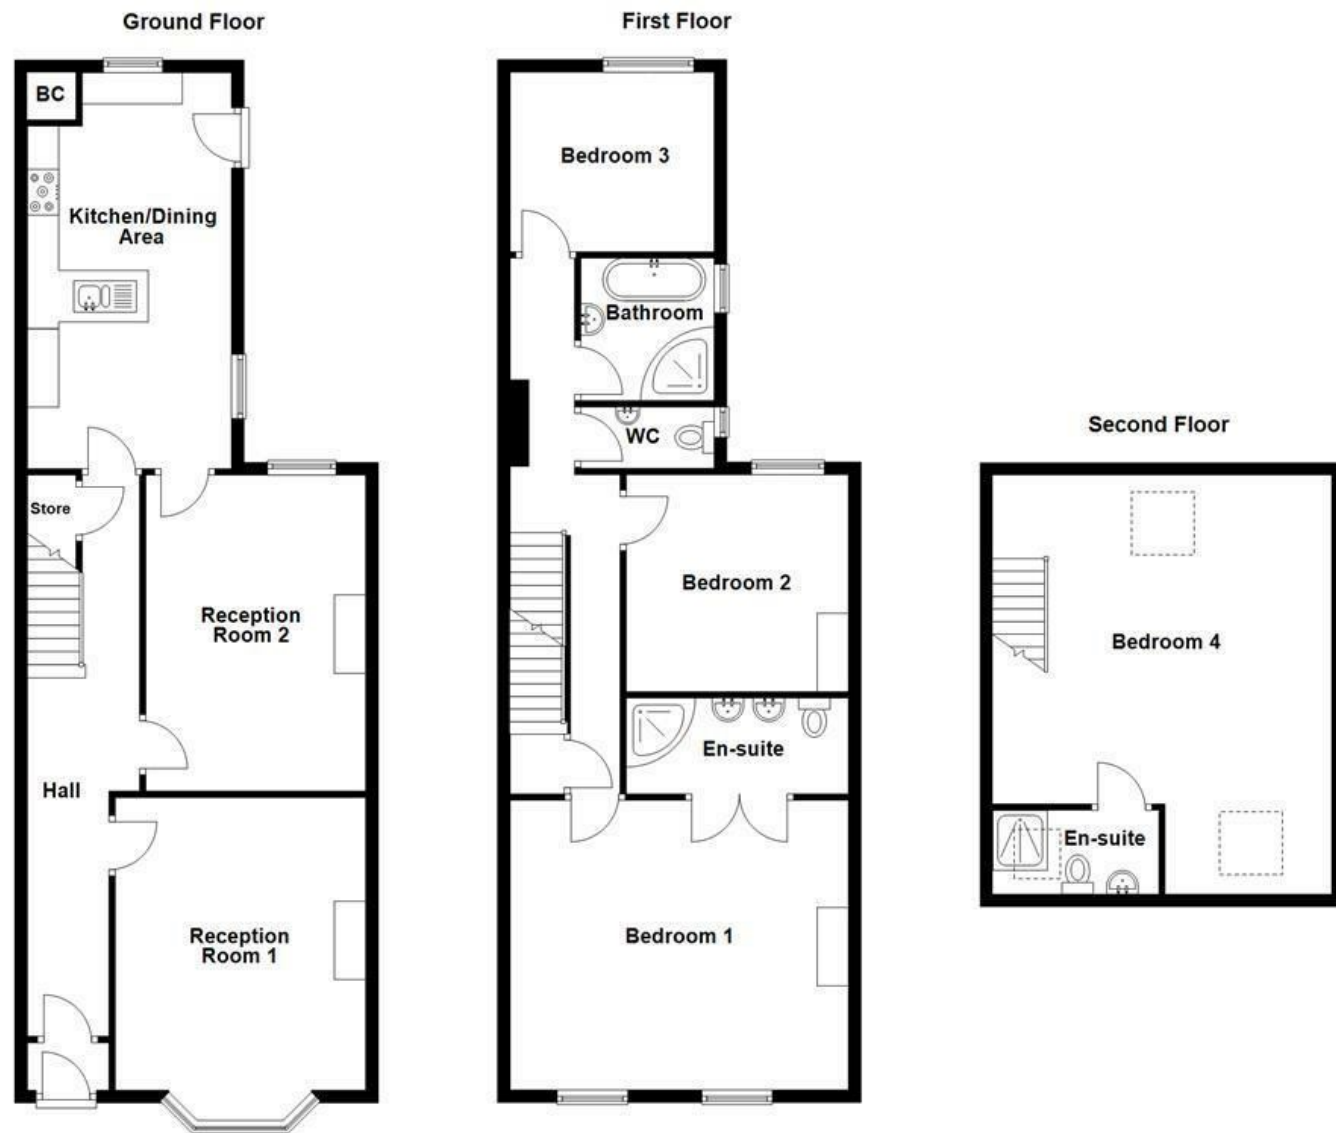 Ground Floor
BC
Kitchen/Dining
Area
Store
Reception
Room 2
Hall
Reception
Room 1
First Floor
Bedroom 3
Bathroom
WC
Bedroom 2
En-suite
Bedroom 1
Second Floor
Bedroom 4
En-suite